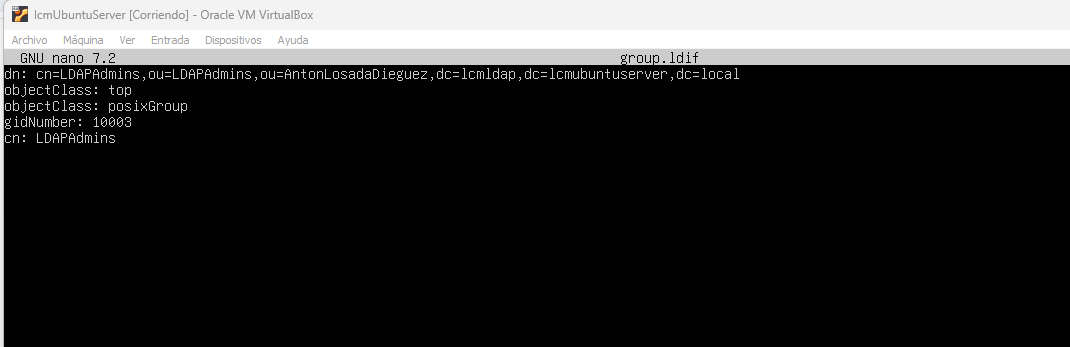 lcmUbuntuServer [Corriendo] - Oracle VM VirtualBox
Archivo Máquina Ver Entrada Dispositivos Ayuda
GNU nano 7.2 group.ldif
dn: cn=LDAPAdmins,ou=LDAPAdmins,ou=AntonLosadaDieguez,dc=lcmldap,dc=lcmubuntuserver,dc=local
objectClass: top
objectClass: posixGroup
gidNumber: 10003
cn: LDAPAdmins